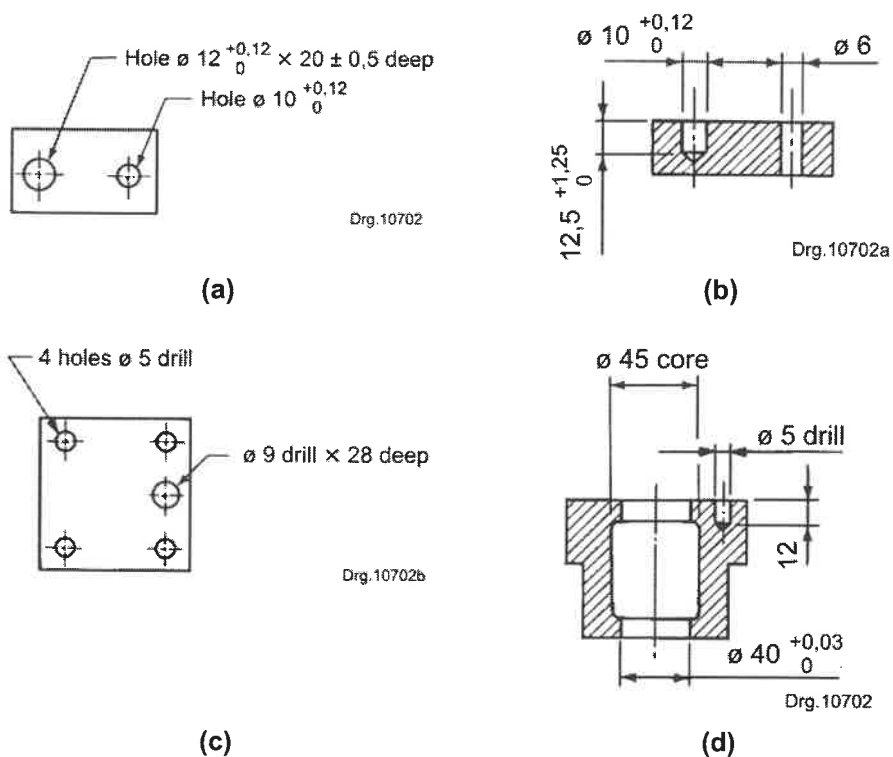 Hole ø 12 +0,12 0 × 20 ± 0,5 deep
Hole ø 10 +0,12 0
Drg.10702
(a)
ø 10 +0,12 0
ø 6
12,5 +1,25 0
Drg.10702a
(b)
4 holes ø 5 drill
ø 9 drill × 28 deep
Drg.10702b
(c)
ø 45 core
ø 5 drill
12
ø 40 +0,03 0
Drg.10702
(d)